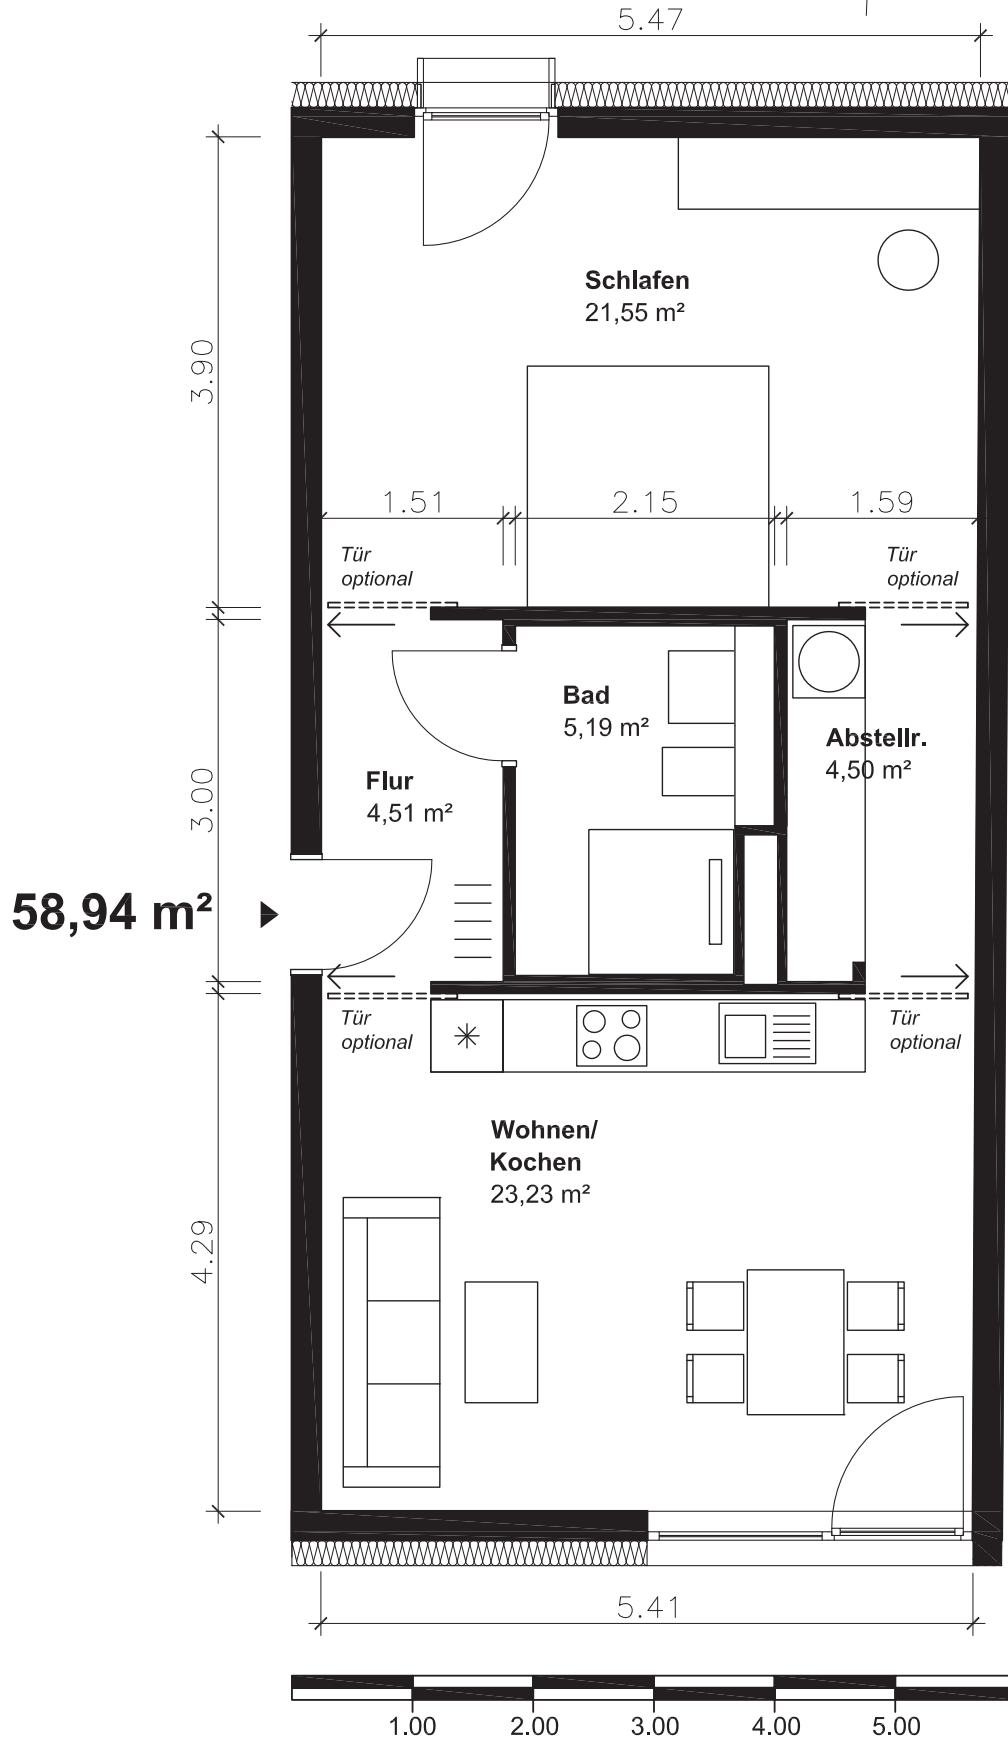 5.47
Schlafen
21,55 m²
3.90
1.51 2.15 1.59
Tür
optional
Tür
optional
Bad
5,19 m²
Abstellr.
4,50 m²
Flur
4,51 m²
3.00
58,94 m²
Tür
optional
Tür
optional
Wohnen/
Kochen
23,23 m²
4.29
5.41
1.00 2.00 3.00 4.00 5.00